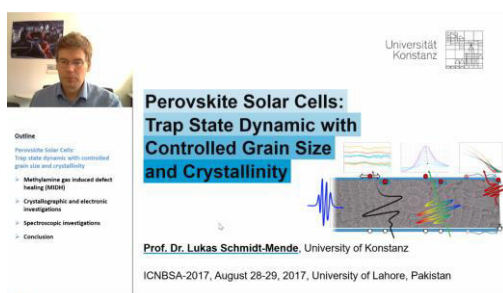 Universität
Konstanz
Perovskite Solar Cells:
Trap State Dynamic with
Controlled Grain Size
and Crystallinity
Outline
Perovskite Solar Cells:
Trap state dynamic with controlled
grain size and crystallinity
➢ Methylamine gas induced defect
healing (MIDH)
➢ Crystallographic and electronic
investigations
➢ Spectroscopic investigations
➢ Conclusion
Prof. Dr. Lukas Schmidt-Mende, University of Konstanz
ICNBSA-2017, August 28-29, 2017, University of Lahore, Pakistan